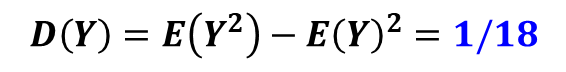 D(Y) = E(Y²) − E(Y)² = 1/18